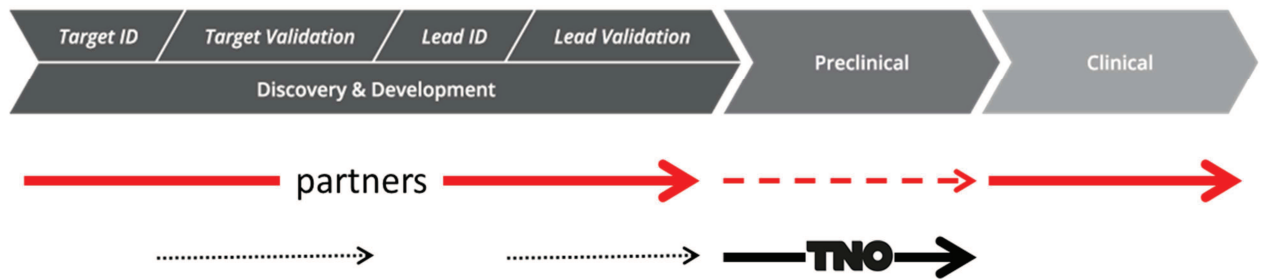 Target ID
Target Validation
Lead ID
Lead Validation
Discovery & Development
Preclinical
Clinical
partners
TNO